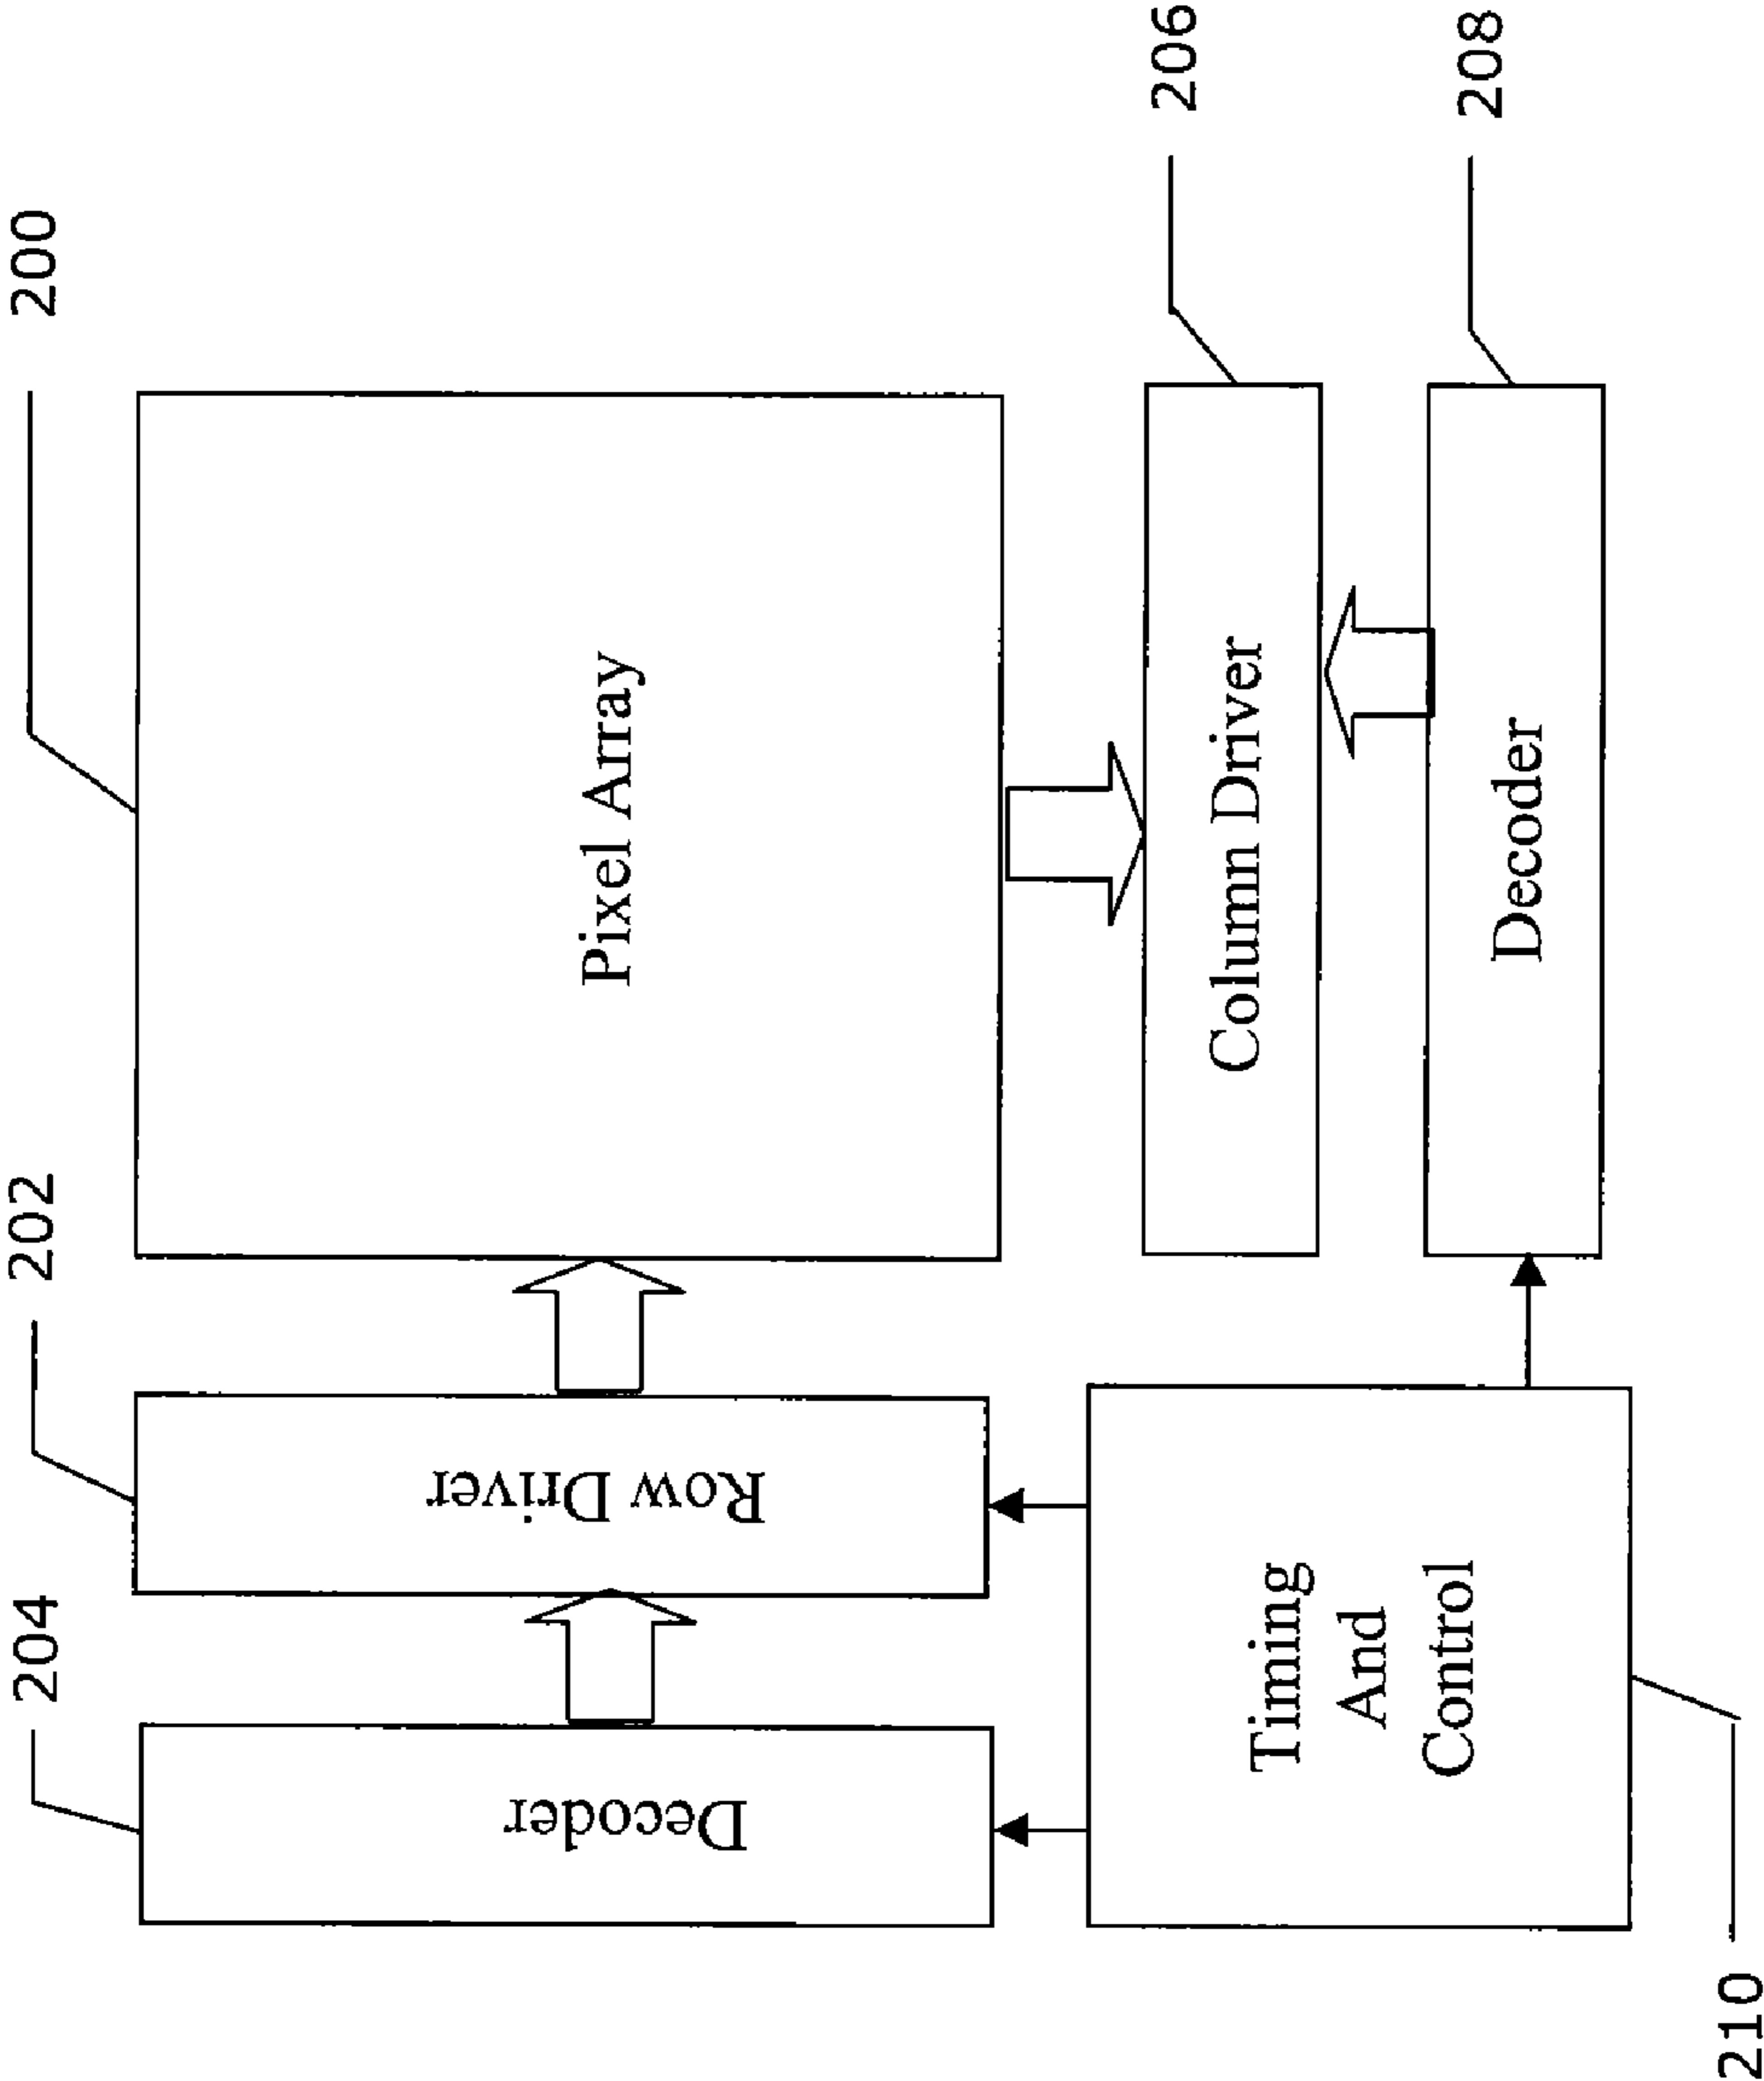 200
202
204
Pixel Array
Row Driver
Decoder
206
Column Driver
208
Decoder
Timing
And
Control
210